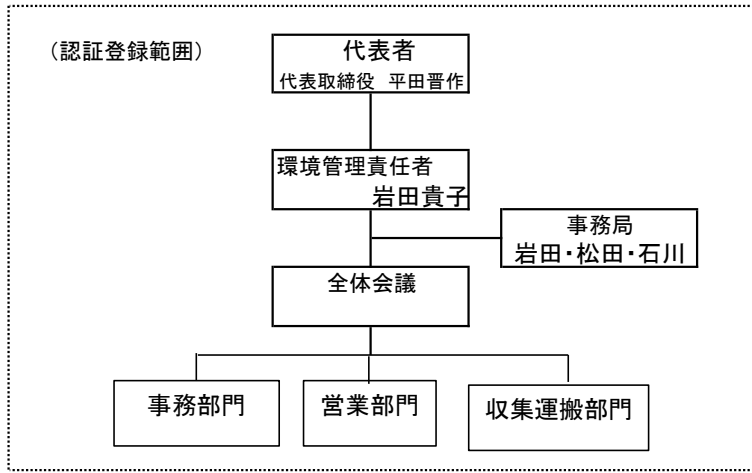 （認証登録範囲）
代表者
代表取締役　平田晋作
環境管理責任者
岩田貴子
事務局
岩田・松田・石川
全体会議
事務部門
営業部門
収集運搬部門